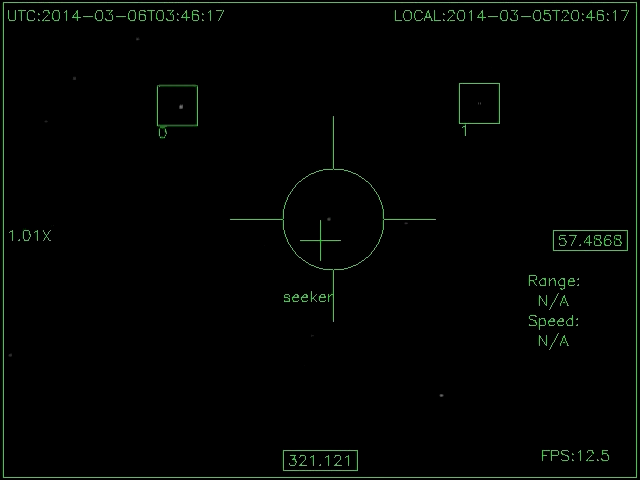 UTC:2014-03-06T03:46:17
LOCAL:2014-03-05T20:46:17
0
1
1.01X
57.4868
Range:
N/A
Speed:
N/A
seeker
321.121
FPS:12.5